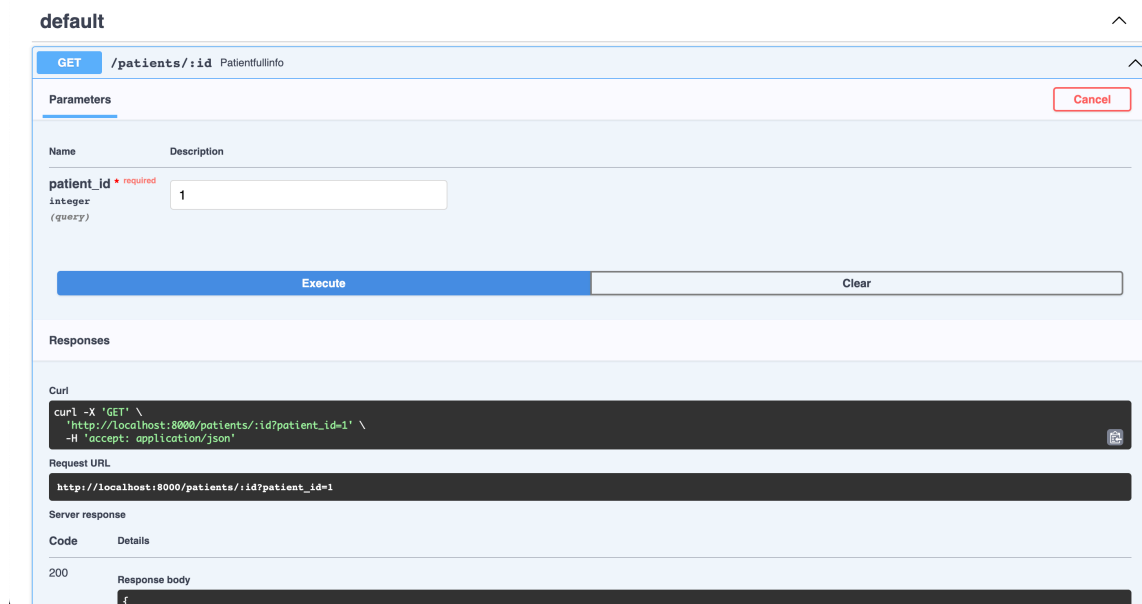 default
GET /patients/:id Patientfullinfo
Parameters
Cancel
Name Description
patient_id * required
integer
(query)
1
Execute Clear
Responses
Curl
curl -X 'GET' \
'http://localhost:8000/patients/:id?patient_id=1' \
-H 'accept: application/json'
Request URL
http://localhost:8000/patients/:id?patient_id=1
Server response
Code Details
200
Response body
{